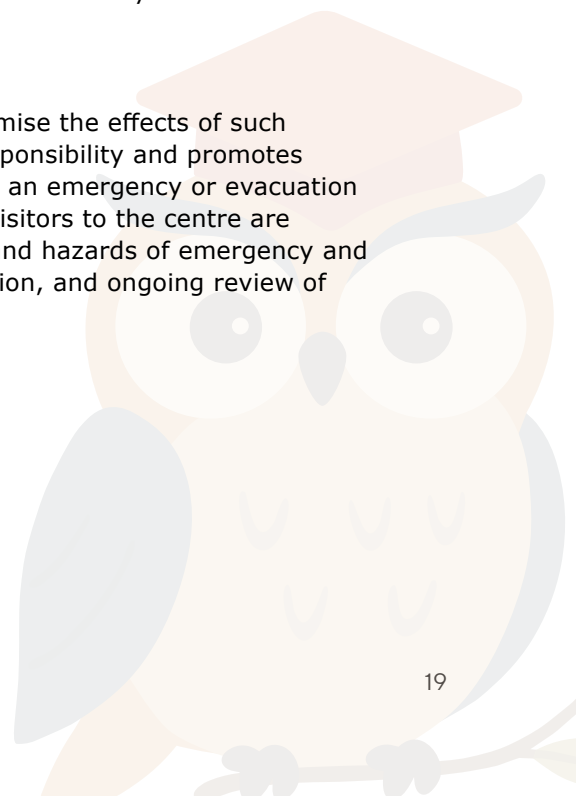 mise the effects of such
sponsibility and promotes
an emergency or evacuation
isitors to the centre are
nd hazards of emergency and
ion, and ongoing review of
19